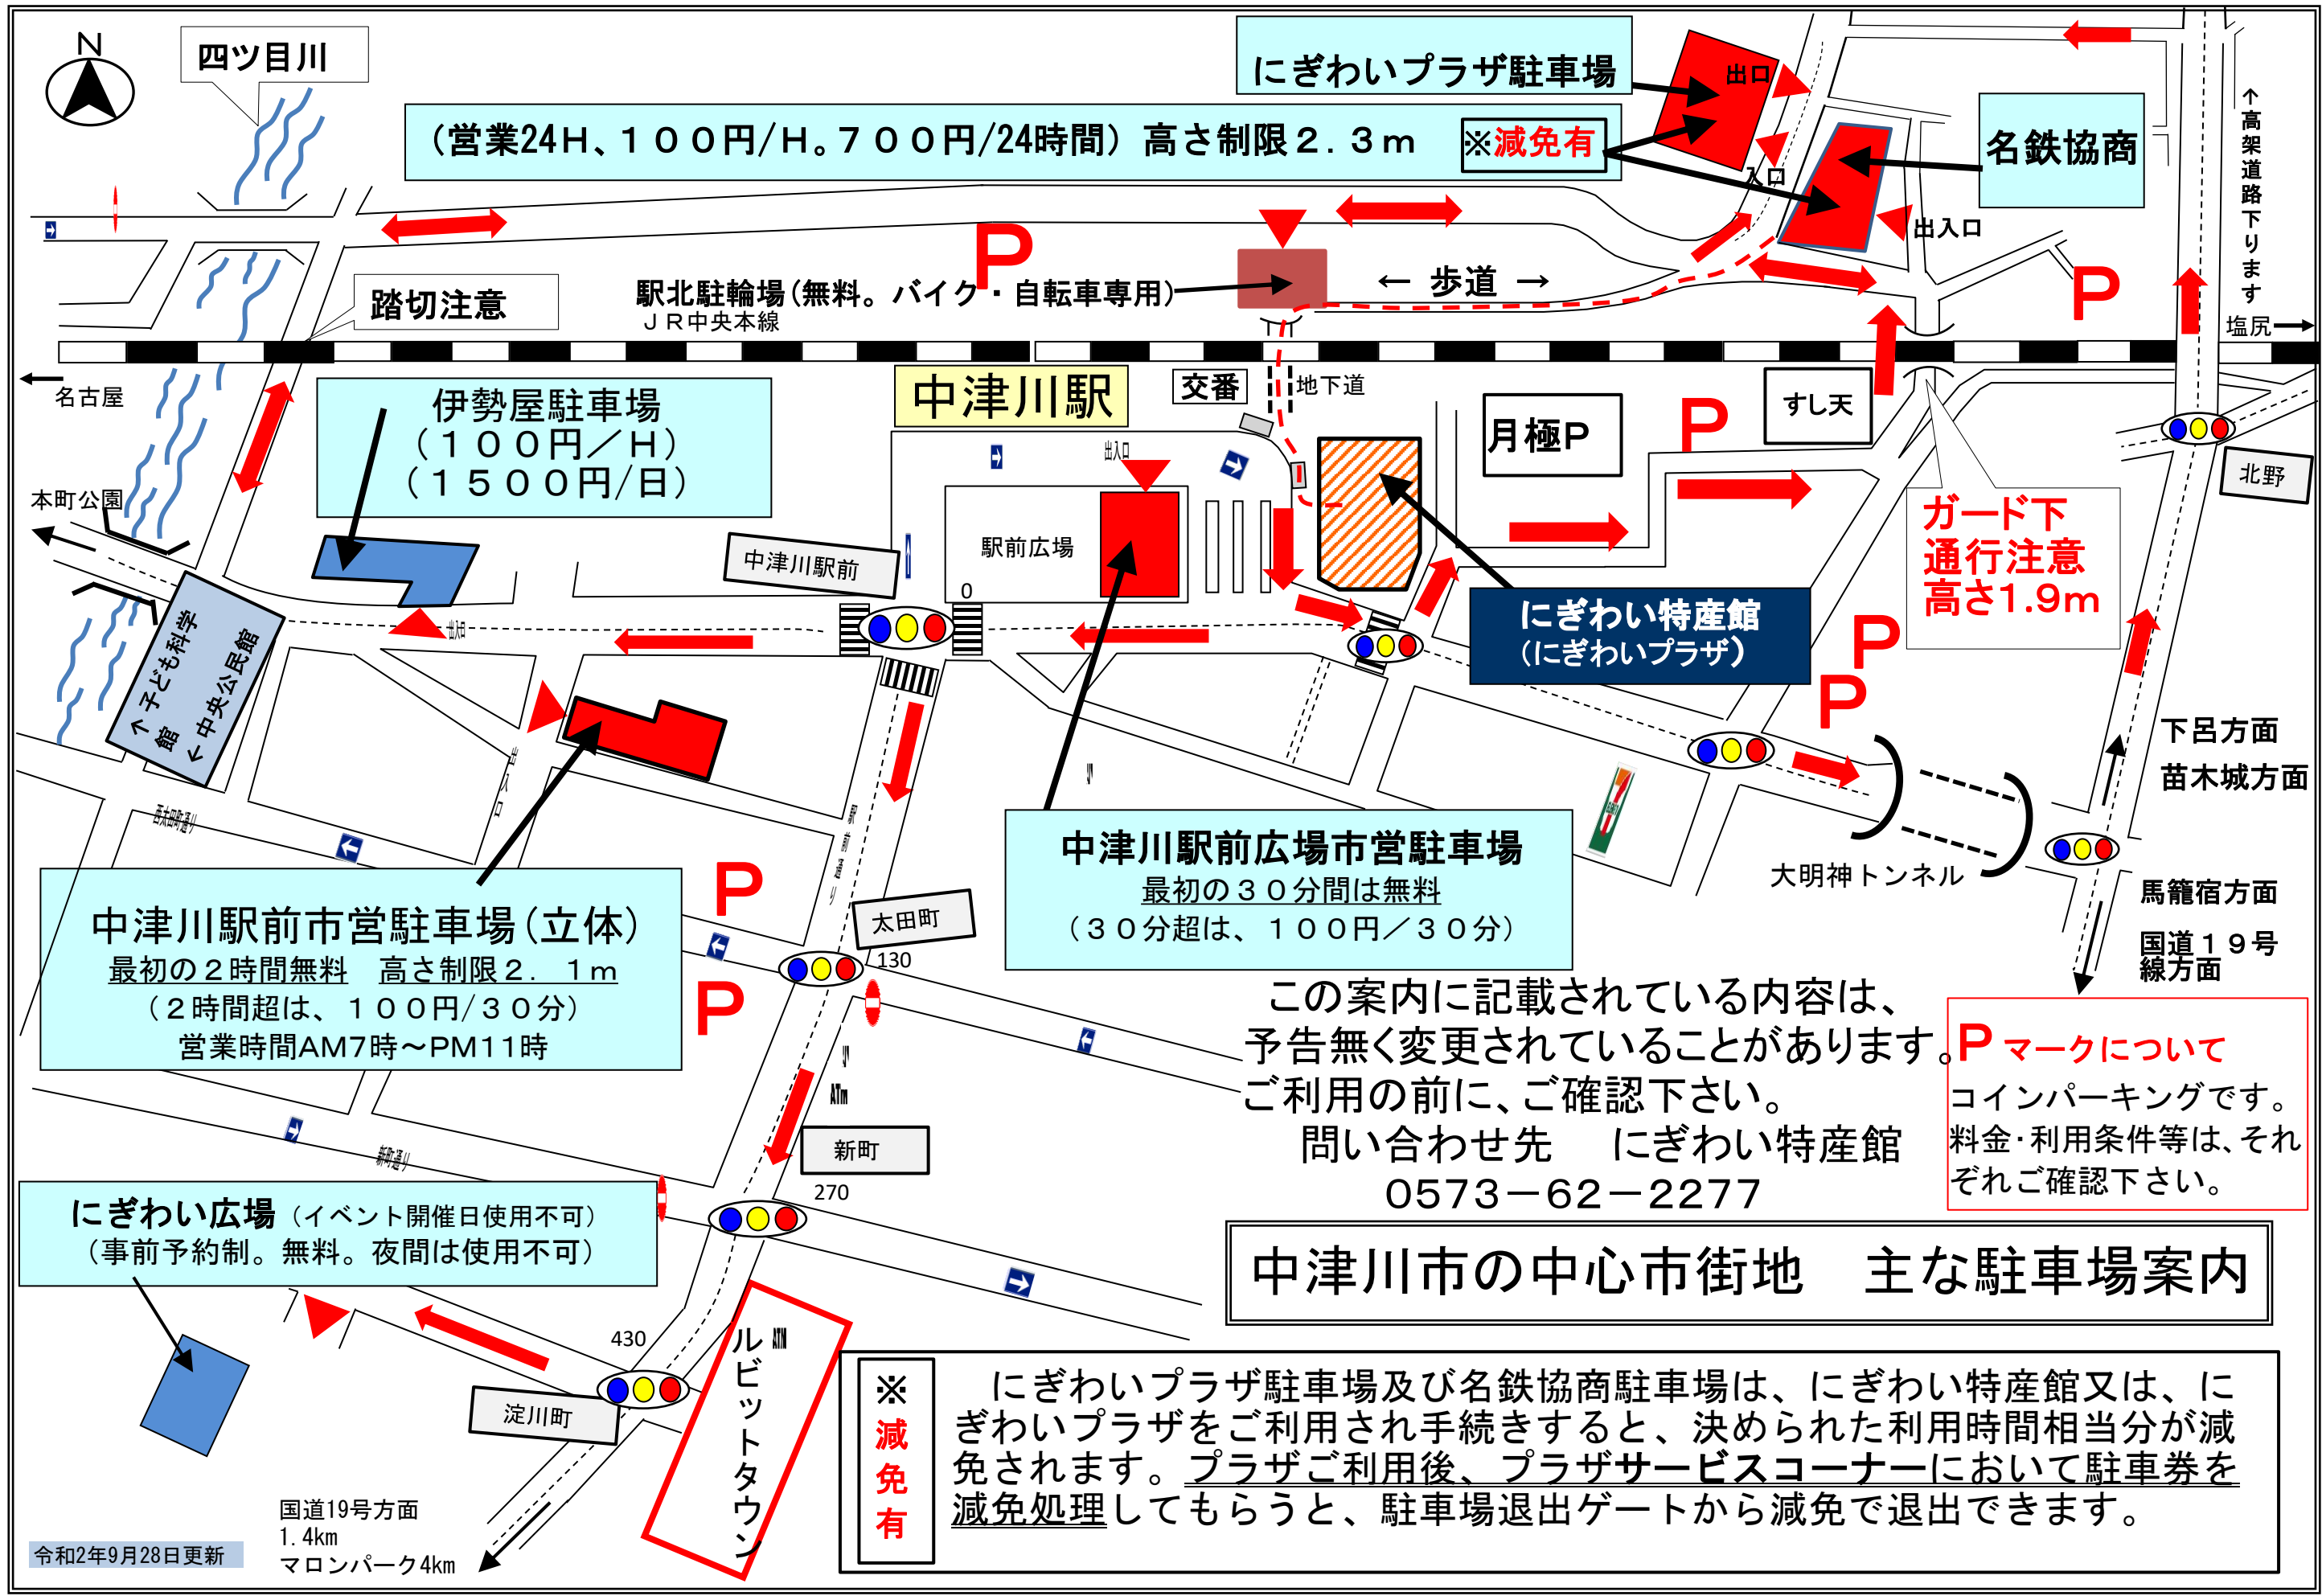 N
四ツ目川
にぎわいプラザ駐車場
出口
(営業24H、１００円/H。７００円/24時間) 高さ制限２.３ｍ
※減免有
入口
名鉄協商
出入口
↑高架道路下ります
踏切注意
P
駅北駐輪場(無料。バイク・自転車専用)
ＪＲ中央本線
← 歩道 →
P
塩尻
名古屋
伊勢屋駐車場
(１００円／H)
(１５００円/日)
中津川駅
交番
地下道
月極P
P
すし天
北野
本町公園
中津川駅前
出入口
駅前広場
0
ガード下
通行注意
高さ1.9m
にぎわい特産館
(にぎわいプラザ)
P
P
出入口
↑子ども科学館
←中央公民館
出入口
下呂方面
苗木城方面
西太田町通り
大明神トンネル
馬籠宿方面
国道１９号
線方面
中津川駅前市営駐車場(立体)
最初の２時間無料　高さ制限２.１ｍ
(２時間超は、１００円/３０分)
営業時間AM7時～PM11時
P
P
太田町
130
中津川駅前広場市営駐車場
最初の３０分間は無料
(３０分超は、１００円／３０分)
この案内に記載されている内容は、
予告無く変更されていることがあります。
ご利用の前に、ご確認下さい。
問い合わせ先　にぎわい特産館
0573－62－2277
P マークについて
コインパーキングです。
料金･利用条件等は、それ
ぞれご確認下さい。
ATm
新町
270
新町通り
にぎわい広場 (イベント開催日使用不可)
(事前予約制。無料。夜間は使用不可)
中津川市の中心市街地　主な駐車場案内
430
淀川町
ルビットタウン
ATM
※減免有
にぎわいプラザ駐車場及び名鉄協商駐車場は、にぎわい特産館又は、に
ぎわいプラザをご利用され手続きすると、決められた利用時間相当分が減
免されます。プラザご利用後、プラザサービスコーナーにおいて駐車券を
減免処理してもらうと、駐車場退出ゲートから減免で退出できます。
国道19号方面
1.4km
マロンパーク4km
令和2年9月28日更新